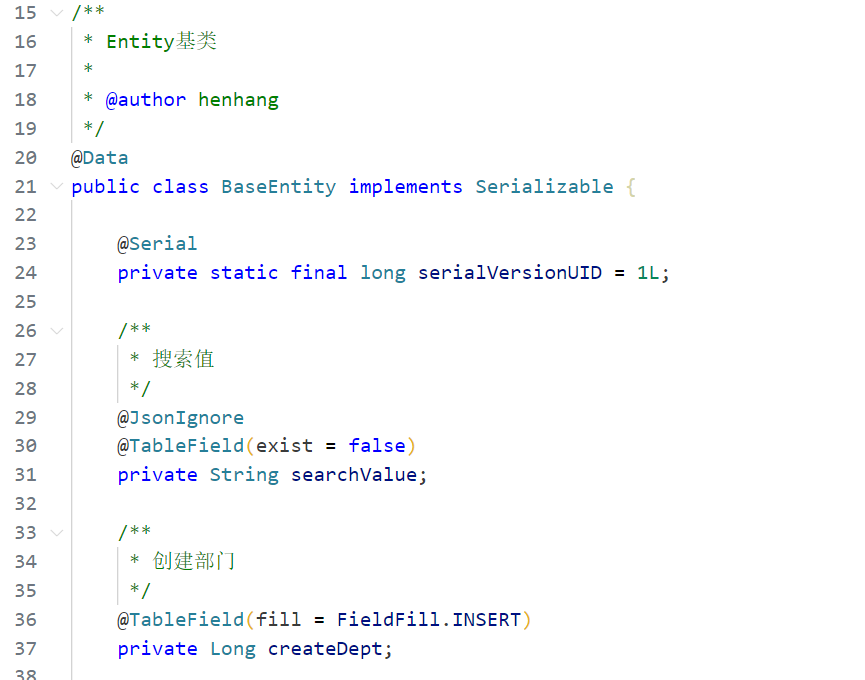 15 /**
16 * Entity基类
17 *
18 * @author henhang
19 */
20 @Data
21 public class BaseEntity implements Serializable {
22
23 @Serial
24 private static final long serialVersionUID = 1L;
25
26 /**
27 * 搜索值
28 */
29 @JsonIgnore
30 @TableField(exist = false)
31 private String searchValue;
32
33 /**
34 * 创建部门
35 */
36 @TableField(fill = FieldFill.INSERT)
37 private Long createDept;
38